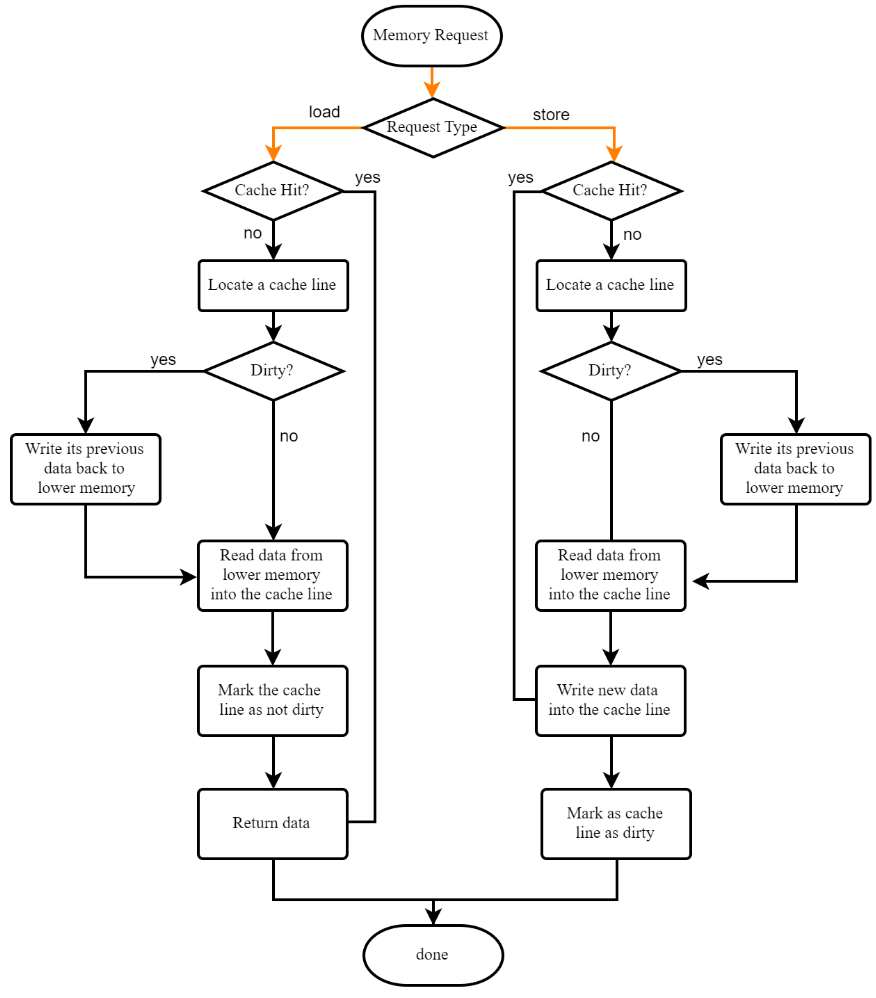 Memory Request
load
Request Type
store
Cache Hit?
yes
yes
Cache Hit?
no
no
Locate a cache line
Locate a cache line
yes
Dirty?
Dirty?
yes
no
no
Write its previous
data back to
lower memory
Write its previous
data back to
lower memory
Read data from
lower memory
into the cache line
Read data from
lower memory
into the cache line
Mark the cache
line as not dirty
Write new data
into the cache line
Return data
Mark as cache
line as dirty
done